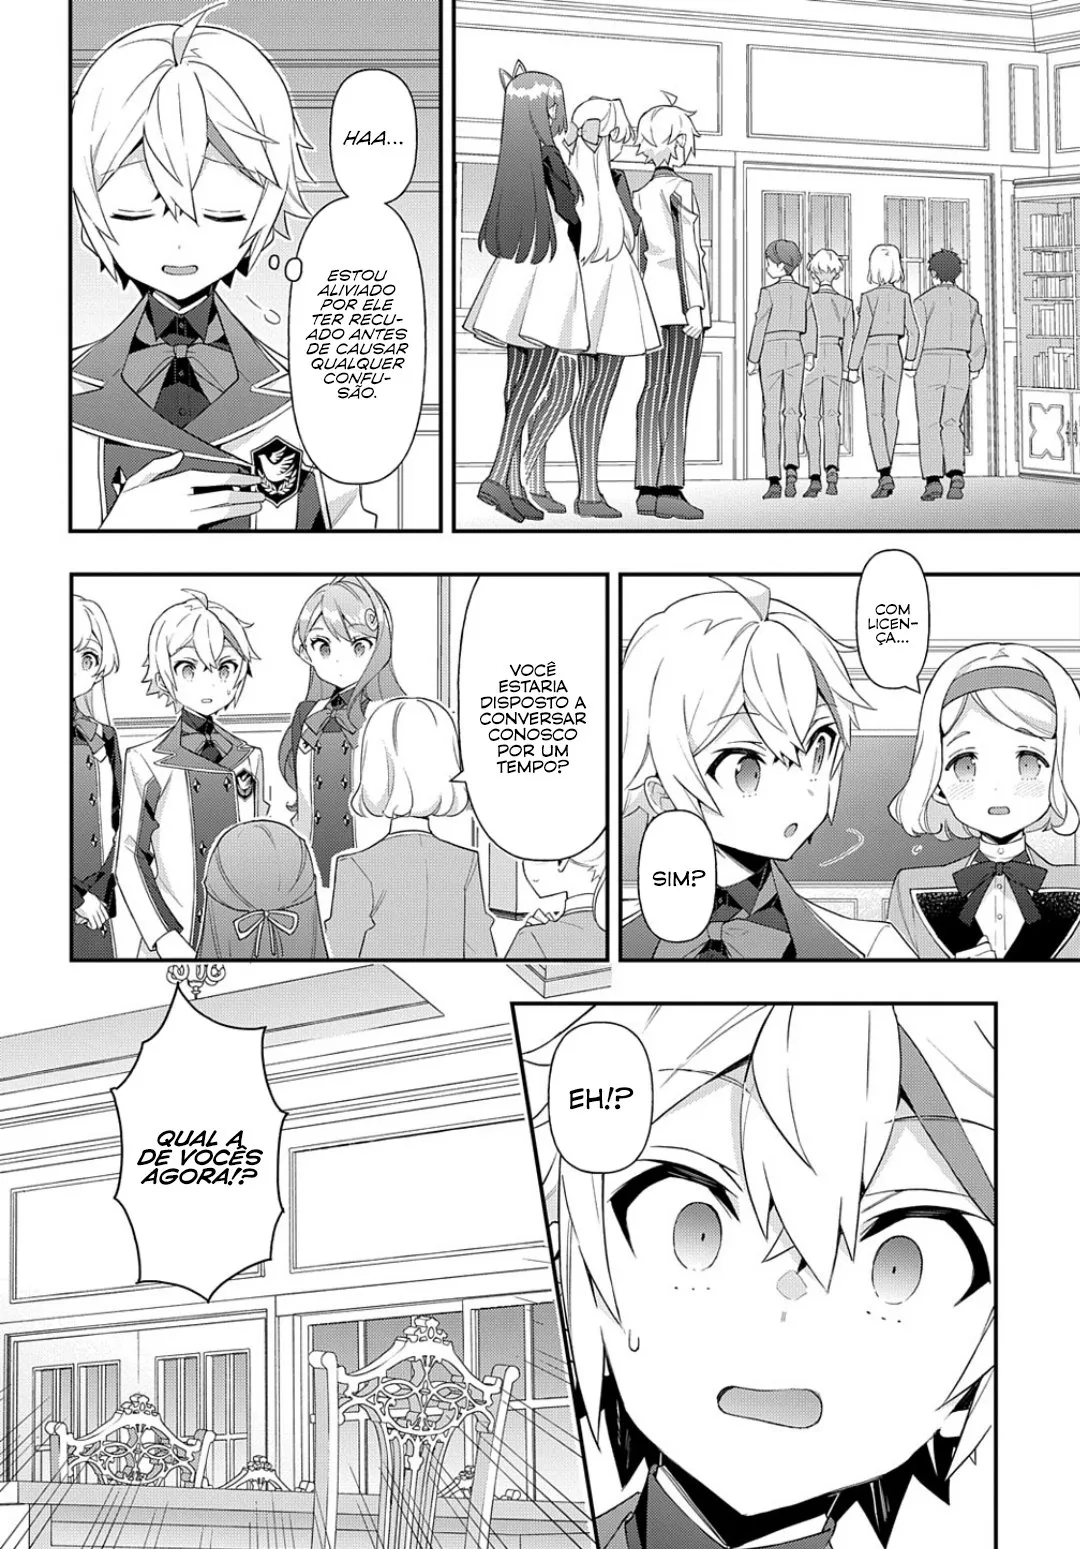 HAA...
ESTOU
ALIVIADO
POR ELE
TER RECU-
ADO ANTES
DE CAUSAR
QUALQUER
CONFU-
SÃO.
COM
LICEN-
ÇA...
SIM?
VOCÊ
ESTARIA
DISPOSTO A
CONVERSAR
CONOSCO
POR UM
TEMPO?
EH!?
QUAL A
DE VOCÊS
AGORA!?